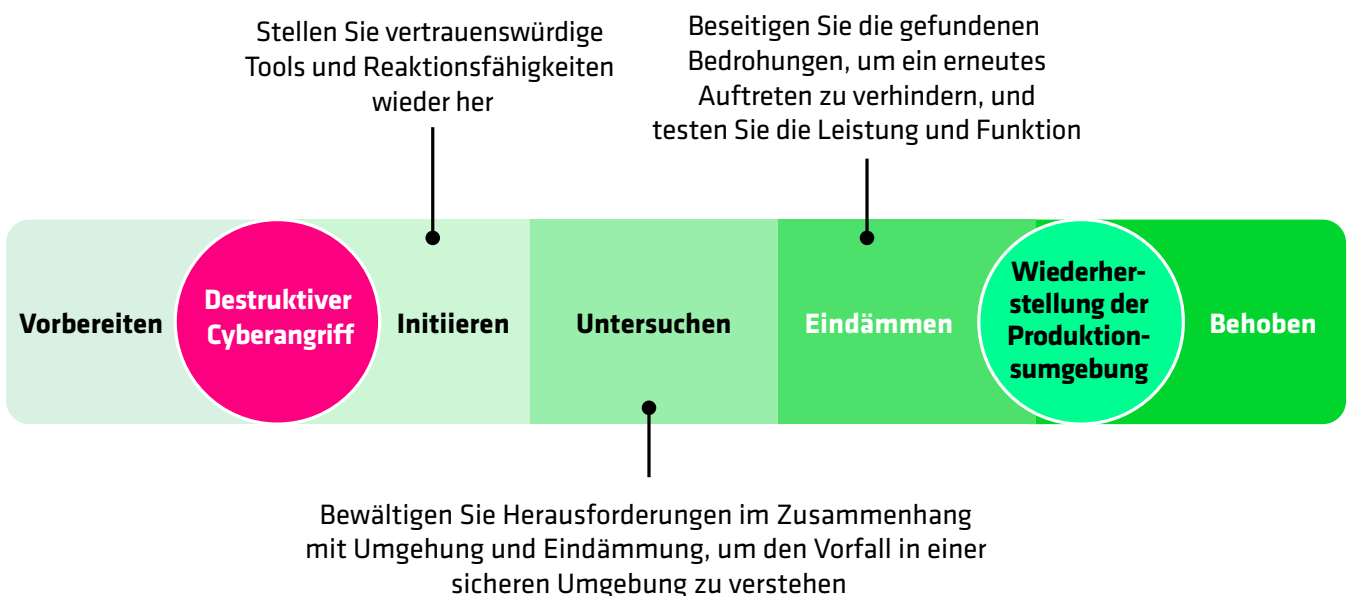 Stellen Sie vertrauenswürdige
Tools und Reaktionsfähigkeiten
wieder her
Beseitigen Sie die gefundenen
Bedrohungen, um ein erneutes
Auftreten zu verhindern, und
testen Sie die Leistung und Funktion
Vorbereiten
Destruktiver
Cyberangriff
Initiieren
Untersuchen
Eindämmen
Wiederher-
stellung der
Produktion-
sumgebung
Behoben
Bewältigen Sie Herausforderungen im Zusammenhang
mit Umgehung und Eindämmung, um den Vorfall in einer
sicheren Umgebung zu verstehen